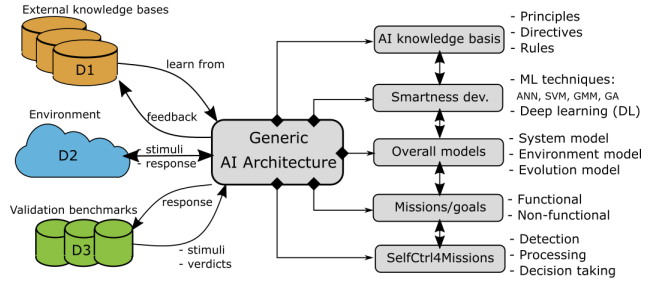 External knowledge bases
D1
learn from
feedback
Environment
D2
- stimuli
- response
Validation benchmarks
D3
response
- stimuli
- verdicts
Generic
AI Architecture
AI knowledge basis
- Principles
- Directives
- Rules
Smartness dev.
- ML techniques:
ANN, SVM, GMM, GA
- Deep learning (DL)
Overall models
- System model
- Environment model
- Evolution model
Missions/goals
- Functional
- Non-functional
SelfCtrl4Missions
- Detection
- Processing
- Decision taking